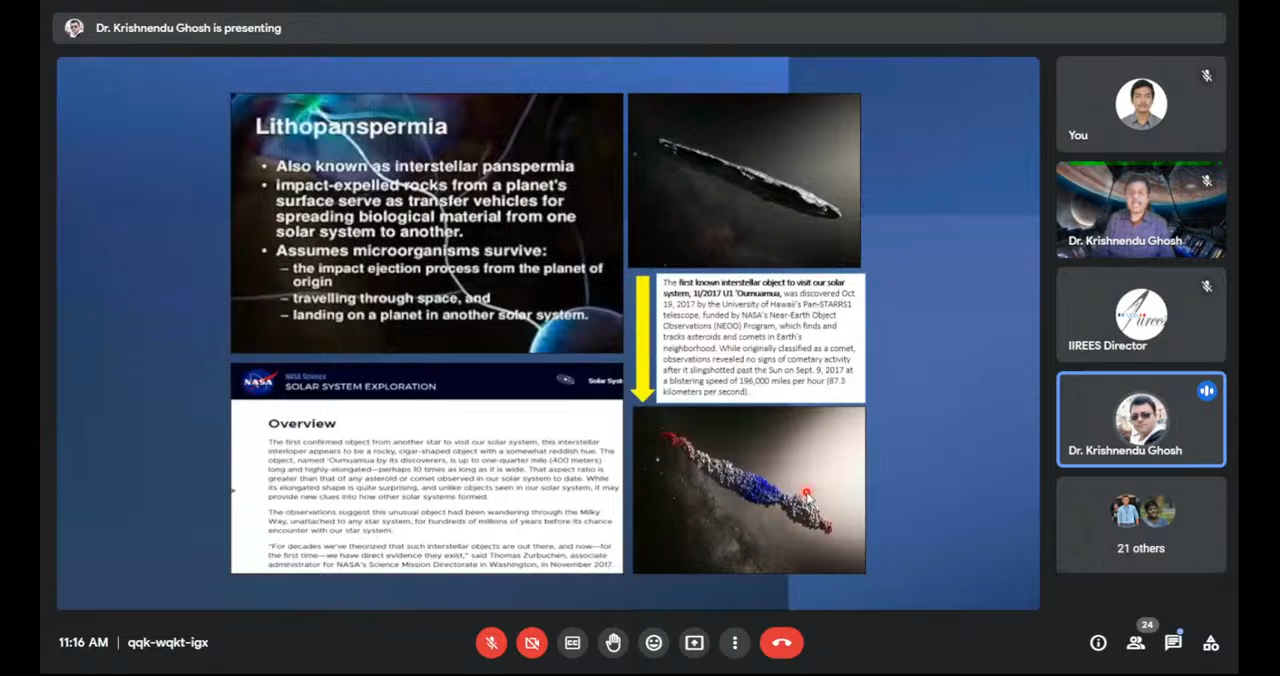 Dr. Krishnendu Ghosh is presenting
Lithopanspermia
• Also known as interstellar panspermia
• impact-expelled rocks from a planet's
surface serve as transfer vehicles for
spreading biological material from one
solar system to another.
• Assumes microorganisms survive:
– the impact ejection process from the planet of
origin
– travelling through space, and
– landing on a planet in another solar system.
The first known interstellar object to visit our solar
system, 1I/2017 U1 'Oumuamua, was discovered Oct.
19, 2017 by the University of Hawaii's Pan-STARRS1
telescope, funded by NASA's Near-Earth Object
Observations (NEOO) Program, which finds and
tracks asteroids and comets in Earth's
neighborhood. While originally classified as a comet,
observations revealed no signs of cometary activity
after it slingshotted past the Sun on Sept. 9, 2017 at
a blistering speed of 196,000 miles per hour (87.3
kilometers per second).
NASA
NASA Science
SOLAR SYSTEM EXPLORATION
Solar Syst
Overview
The first confirmed object from another star to visit our solar system, this interstellar
interloper appears to be a rocky, cigar-shaped object with a somewhat reddish hue. The
object, named 'Oumuamua by its discoverers, is up to one-quarter mile (400 meters)
long and highly-elongated—perhaps 10 times as long as it is wide. That aspect ratio is
greater than that of any asteroid or comet observed in our solar system to date. While
its elongated shape is quite surprising, and unlike objects seen in our solar system, it may
provide new clues into how other solar systems formed.
The observations suggest this unusual object had been wandering through the Milky
Way, unattached to any star system, for hundreds of millions of years before its chance
encounter with our star system.
"For decades we've theorized that such interstellar objects are out there, and now—for
the first time—we have direct evidence they exist," said Thomas Zurbuchen, associate
administrator for NASA's Science Mission Directorate in Washington, in November 2017.
You
Dr. Krishnendu Ghosh
IIREES Director
Dr. Krishnendu Ghosh
21 others
11:16 AM | qqk-wqkt-igx
CC
24